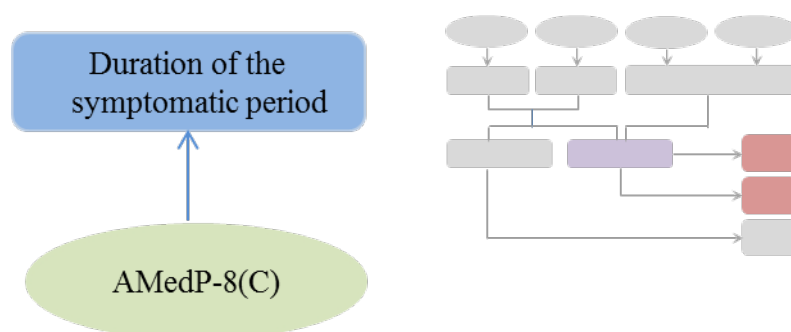 Duration of the
symptomatic period
AMedP-8(C)